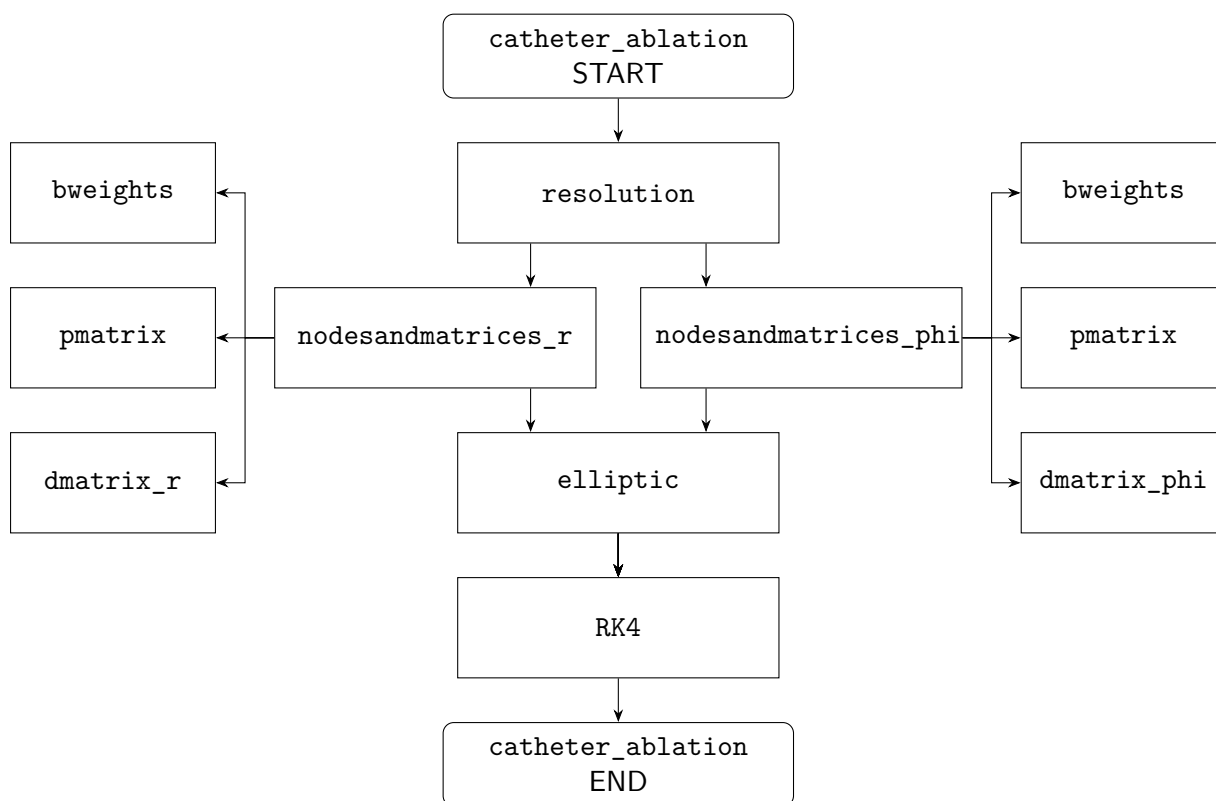 catheter_ablation
START
bweights
resolution
bweights
pmatrix
nodesandmatrices_r
nodesandmatrices_phi
pmatrix
dmatrix_r
elliptic
dmatrix_phi
RK4
catheter_ablation
END